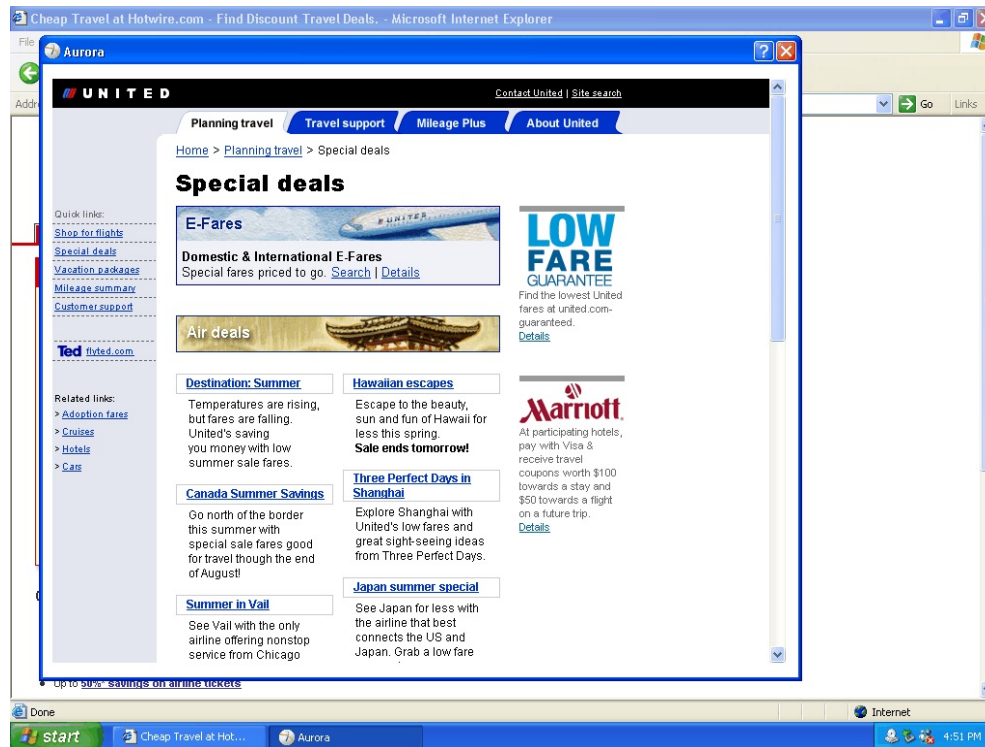 Cheap Travel at Hotwire.com - Find Discount Travel Deals. - Microsoft Internet Explorer
File
Aurora
Addre
Go
Links
UNITED
Contact United | Site search
Planning travel
Travel support
Mileage Plus
About United
Home > Planning travel > Special deals
Special deals
Quick links:
Shop for flights
Special deals
Vacation packages
Mileage summary
Customer support
Ted flyted.com
Related links:
> Adoption fares
> Cruises
> Hotels
> Cars
E-Fares
UNITED
Domestic & International E-Fares
Special fares priced to go. Search | Details
Air deals
Destination: Summer
Temperatures are rising,
but fares are falling.
United's saving
you money with low
summer sale fares.
Canada Summer Savings
Go north of the border
this summer with
special sale fares good
for travel though the end
of August!
Summer in Vail
See Vail with the only
airline offering nonstop
service from Chicago
Hawaiian escapes
Escape to the beauty,
sun and fun of Hawaii for
less this spring.
Sale ends tomorrow!
Three Perfect Days in
Shanghai
Explore Shanghai with
United's low fares and
great sight-seeing ideas
from Three Perfect Days.
Japan summer special
See Japan for less with
the airline that best
connects the US and
Japan. Grab a low fare
LOW
FARE
GUARANTEE
Find the lowest United
fares at united.com-
guaranteed.
Details
Marriott
At participating hotels,
pay with Visa &
receive travel
coupons worth $100
towards a stay and
$50 towards a flight
on a future trip.
Details
Up to 50%* savings on airline tickets
Done
Internet
start
Cheap Travel at Hot...
Aurora
4:51 PM